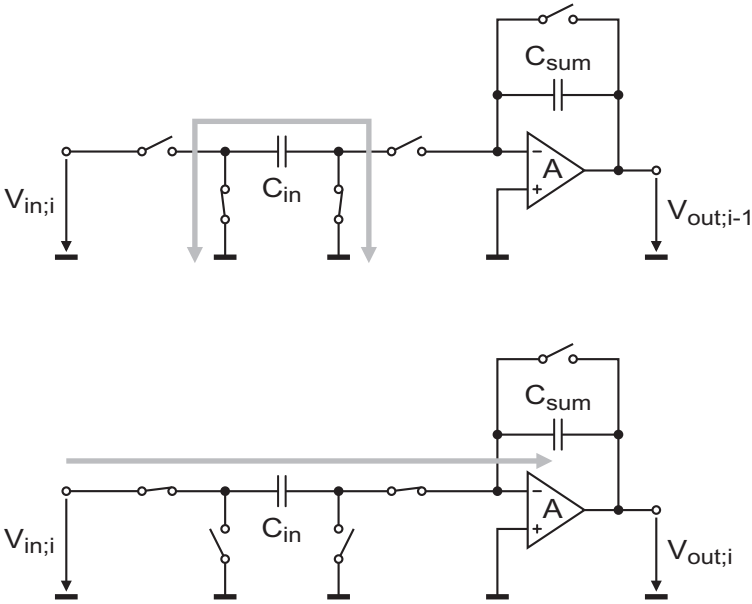 C_sum
A
−
+
C_in
V_in;i
V_out;i-1
C_sum
A
−
+
C_in
V_in;i
V_out;i